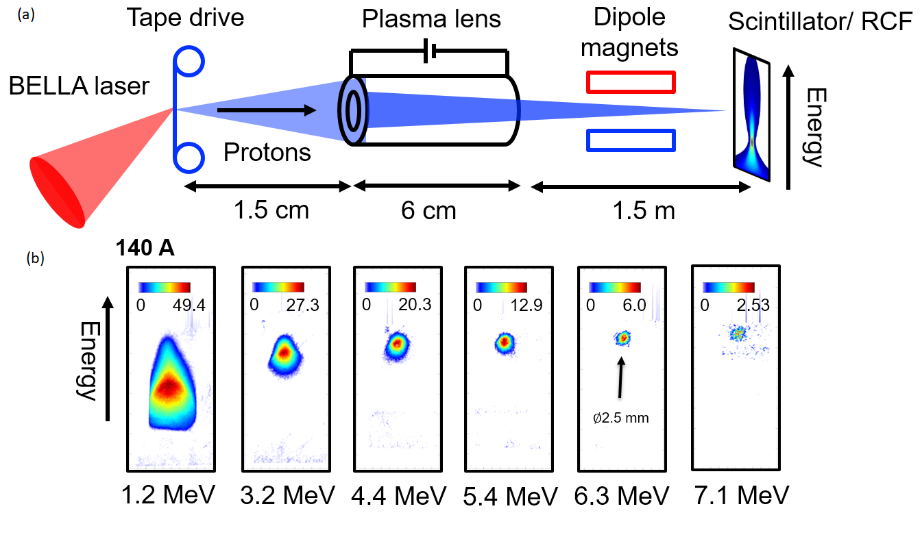 (a)
Tape drive
Plasma lens
Dipole
magnets
Scintillator/ RCF
BELLA laser
Protons
Energy
1.5 cm
6 cm
1.5 m
(b)
140 A
Energy
0 49.4
0 27.3
0 20.3
0 12.9
0 6.0
0 2.53
Ø2.5 mm
1.2 MeV
3.2 MeV
4.4 MeV
5.4 MeV
6.3 MeV
7.1 MeV